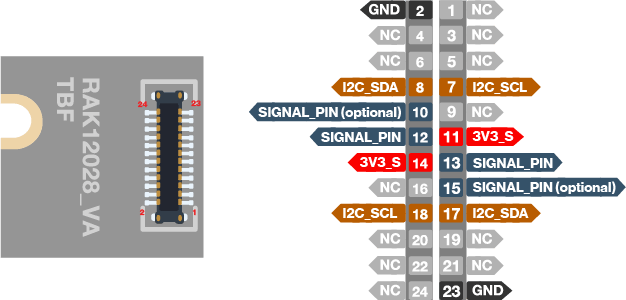 RAK12028_VA
TBF
24 23
2 1
GND 2 1 NC
NC 4 3 NC
NC 6 5 NC
I2C_SDA 8 7 I2C_SCL
SIGNAL_PIN (optional) 10 9 NC
SIGNAL_PIN 12 11 3V3_S
3V3_S 14 13 SIGNAL_PIN
NC 16 15 SIGNAL_PIN (optional)
I2C_SCL 18 17 I2C_SDA
NC 20 19 NC
NC 22 21 NC
NC 24 23 GND